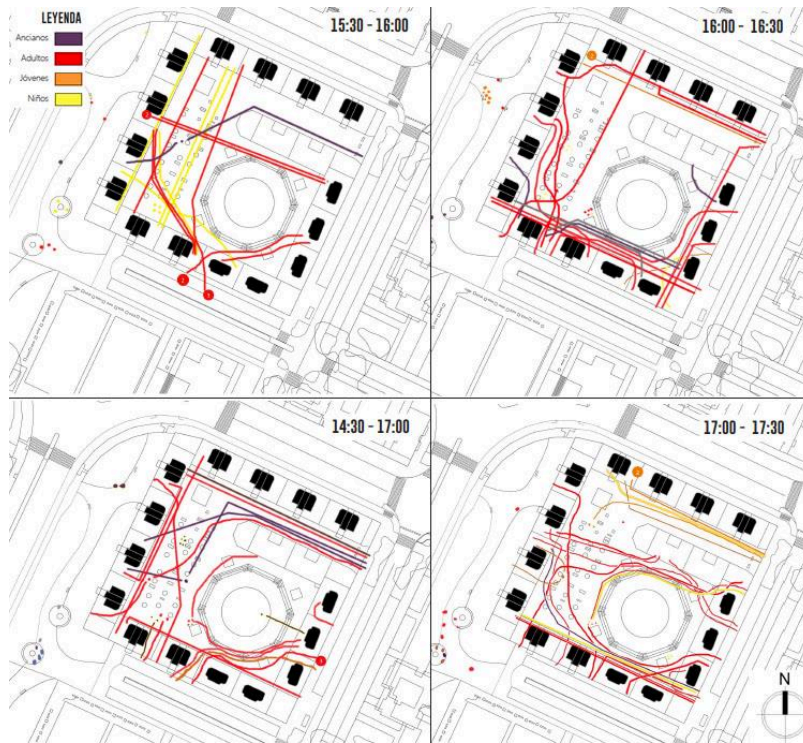 LEYENDA
Ancianos
Adultos
Jóvenes
Niños
15:30 - 16:00
16:00 - 16:30
14:30 - 17:00
17:00 - 17:30
N